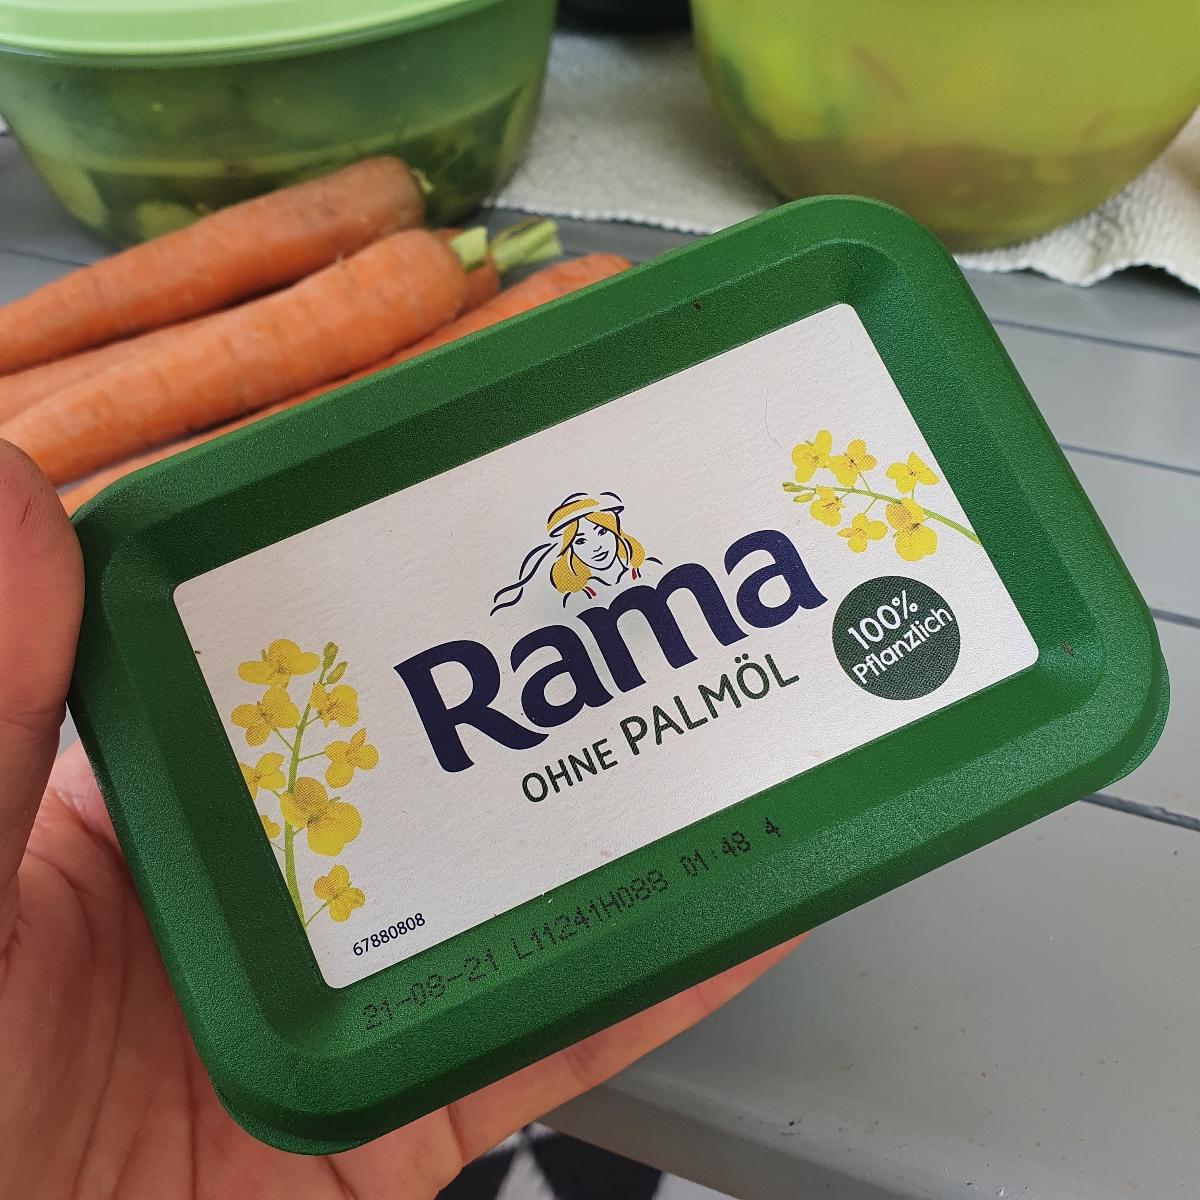 Rama
OHNE PALMÖL
100%
Pflanzlich
67880808
21-08-21 L11241H088 01:48 4